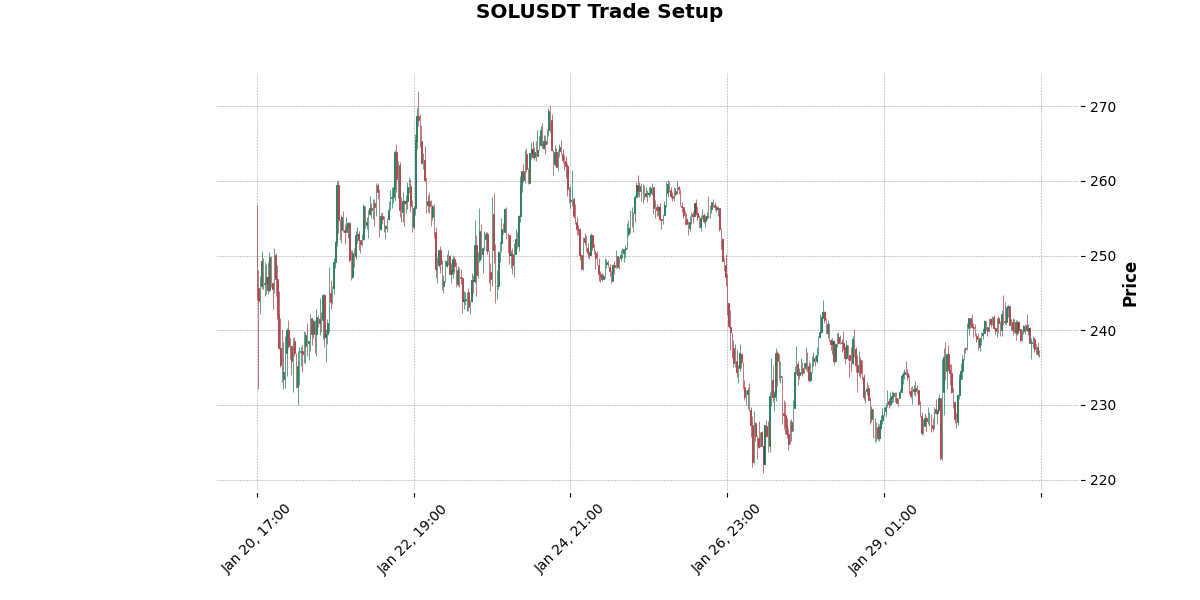 SOLUSDT Trade Setup
270
260
250
240
230
220
Price
Jan 20, 17:00
Jan 22, 19:00
Jan 24, 21:00
Jan 26, 23:00
Jan 29, 01:00